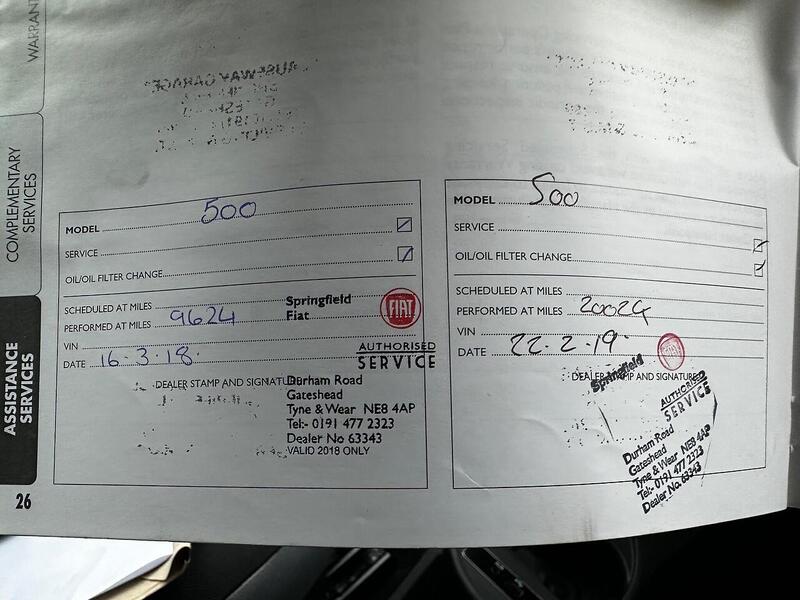 WARRANT
COMPLEMENTARY
SERVICES
ASSISTANCE
SERVICES
26
MODEL 500
SERVICE
OIL/OIL FILTER CHANGE
SCHEDULED AT MILES
PERFORMED AT MILES 9624
VIN
DATE 16.3.18.
DEALER STAMP AND SIGNATURE
Springfield
Fiat
FIAT
AUTHORISED
SERVICE
Durham Road
Gateshead
Tyne & Wear NE8 4AP
Tel:- 0191 477 2323
Dealer No 63343
VALID 2018 ONLY
MODEL 500
SERVICE
OIL/OIL FILTER CHANGE
SCHEDULED AT MILES
PERFORMED AT MILES 20024
VIN
DATE 22.2.19.
DEALER STAMP AND SIGNATURE
Springfield
AUTHORISED
SERVICE
Durham Road
Gateshead
Tyne & Wear NE8 4AP
Tel:- 0191 477 2323
Dealer No. 63343